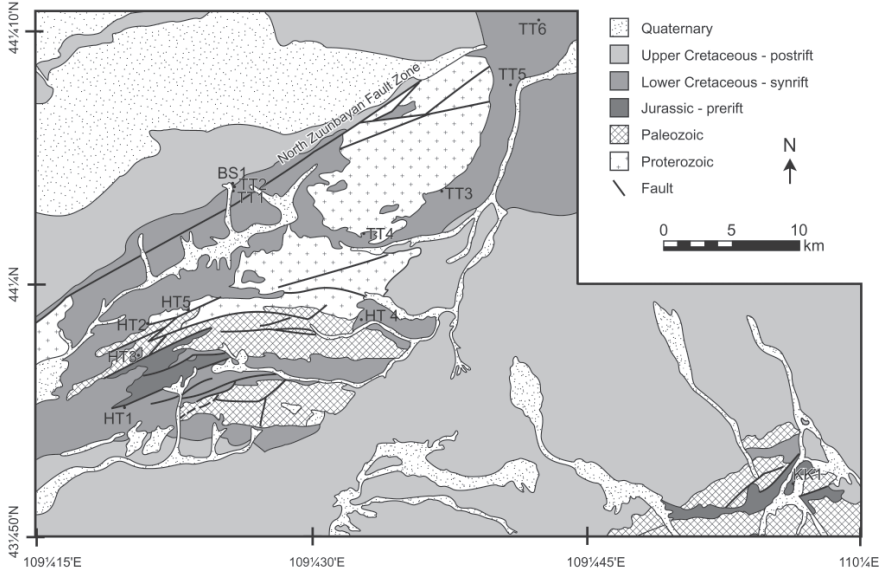 44¼10'N
44¼N
43¼50'N
109¼15'E
109¼30'E
109¼45'E
110¼E
Quaternary
Upper Cretaceous - postrift
Lower Cretaceous - synrift
Jurassic - prerift
Paleozoic
Proterozoic
Fault
N
0 5 10
km
North Zuunbayan Fault Zone
TT6
TT5
BS1
TT2
TT1
TT3
TT4
HT5
HT2
HT 4
HT3
HT1
KK1